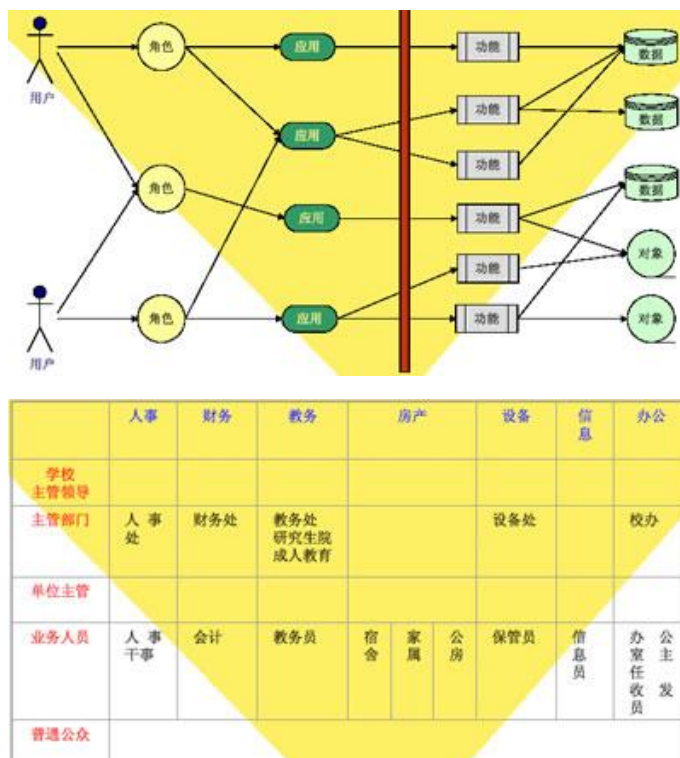 角色 应用 功能 数据
用户
应用 功能 数据
功能
角色 数据
应用 功能
功能 对象
角色 应用 功能 对象
用户
人事 财务 教务 房产 设备 信 办公
息
学校
主管领导
主管部门 人 事 财务处 教务处 设备处 校办
处 研究生院
成人教育
单位主管
业务人员 人 事 会计 教务员 宿 家 公 保管员 信 办 公
干事 舍 属 房 息 室 主
员 任
收 发
员
普通公众